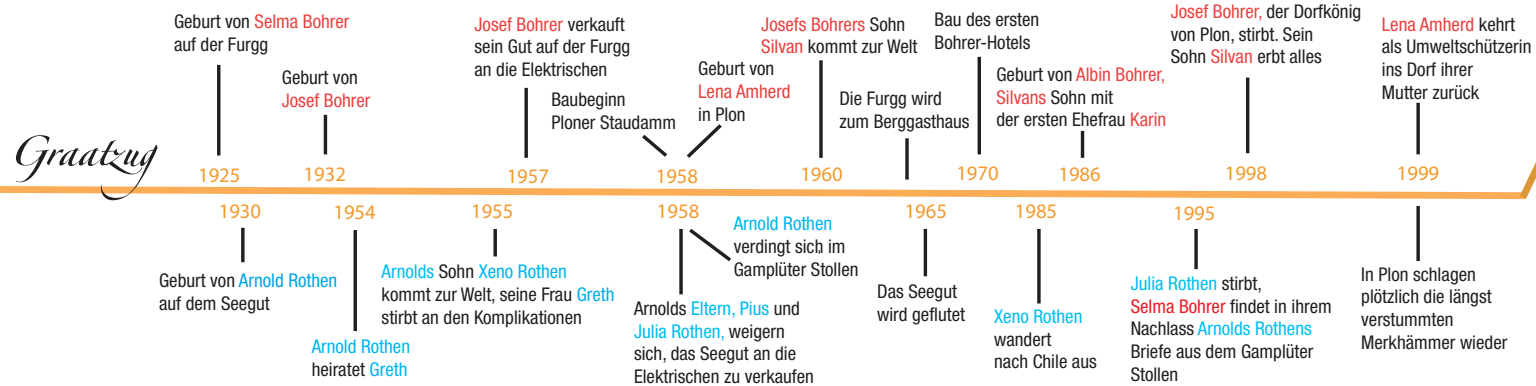 Geburt von Selma Bohrer
auf der Furgg
Geburt von
Josef Bohrer
Josef Bohrer verkauft
sein Gut auf der Furgg
an die Elektrischen
Baubeginn
Ploner Staudamm
Geburt von
Lena Amherd
in Plon
Josefs Bohrers Sohn
Silvan kommt zur Welt
Die Furgg wird
zum Berggasthaus
Bau des ersten
Bohrer-Hotels
Geburt von Albin Bohrer,
Silvans Sohn mit
der ersten Ehefrau Karin
Josef Bohrer, der Dorfkönig
von Plon, stirbt. Sein
Sohn Silvan erbt alles
Lena Amherd kehrt
als Umweltschützerin
ins Dorf ihrer
Mutter zurück
Graatzug
1925
1932
1957
1958
1960
1970
1986
1998
1999
1930
1954
1955
1958
1965
1985
1995
Geburt von Arnold Rothen
auf dem Seegut
Arnold Rothen
heiratet Greth
Arnolds Sohn Xeno Rothen
kommt zur Welt, seine Frau Greth
stirbt an den Komplikationen
Arnolds Eltern, Pius und
Julia Rothen, weigern
sich, das Seegut an die
Elektrischen zu verkaufen
Arnold Rothen
verdingt sich im
Gamplüter Stollen
Das Seegut
wird geflutet
Xeno Rothen
wandert
nach Chile aus
Julia Rothen stirbt,
Selma Bohrer findet in ihrem
Nachlass Arnolds Rothens
Briefe aus dem Gamplüter
Stollen
In Plon schlagen
plötzlich die längst
verstummten
Merkhämmer wieder